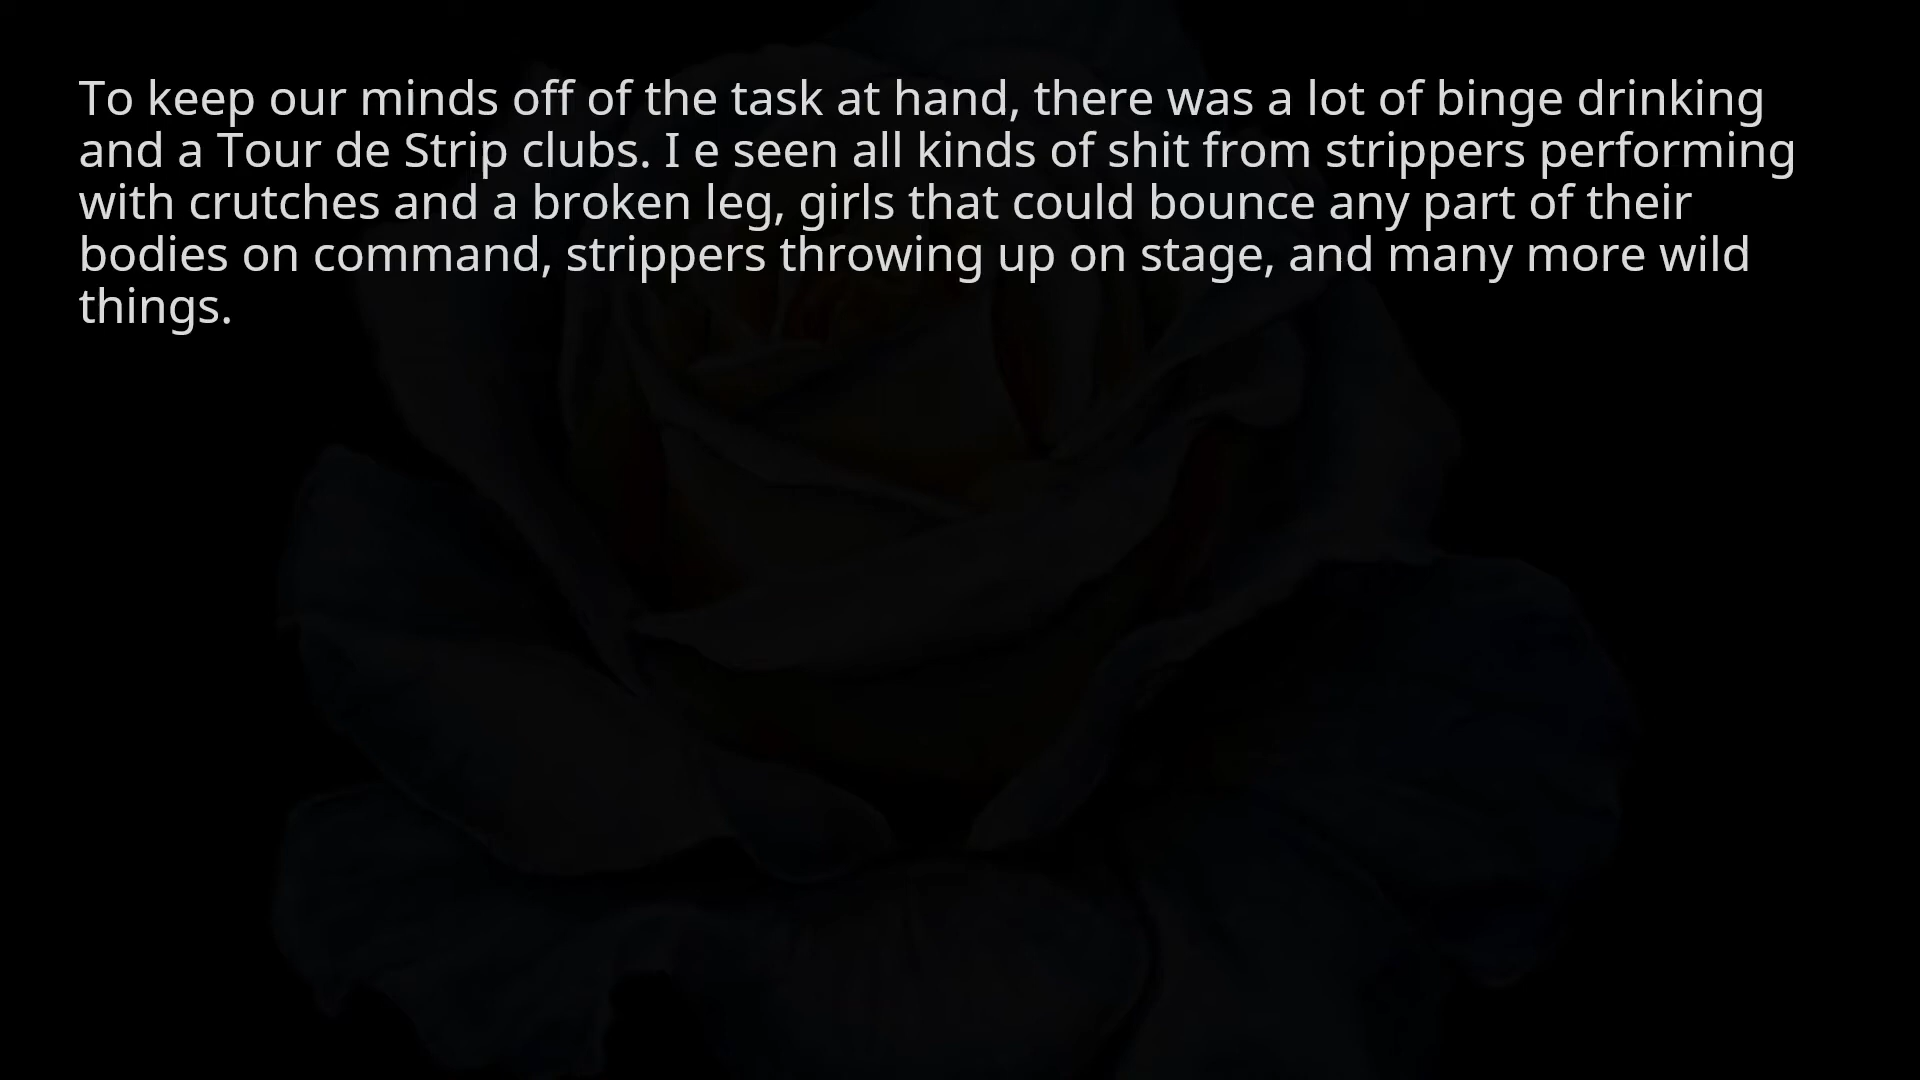 To keep our minds off of the task at hand, there was a lot of binge drinking
and a Tour de Strip clubs. I e seen all kinds of shit from strippers performing
with crutches and a broken leg, girls that could bounce any part of their
bodies on command, strippers throwing up on stage, and many more wild
things.